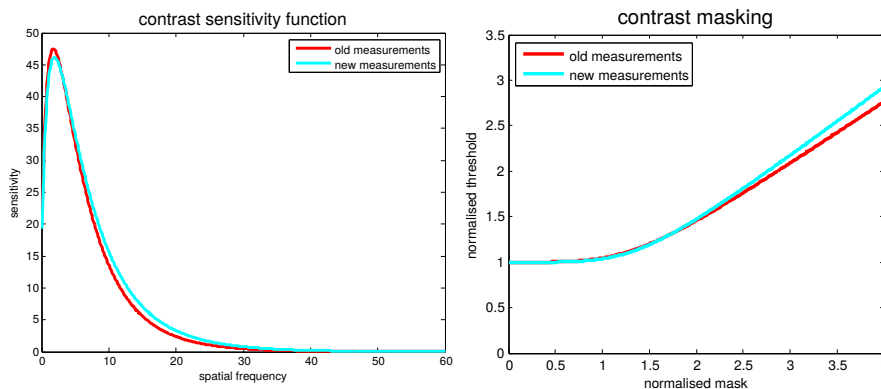 contrast sensitivity function
50
45
40
35
30
25
20
15
10
5
0
sensitivity
old measurements
new measurements
0 10 20 30 40 50 60
spatial frequency
contrast masking
3.5
3
2.5
2
1.5
1
0.5
0
normalised threshold
old measurements
new measurements
0 0.5 1 1.5 2 2.5 3 3.5
normalised mask